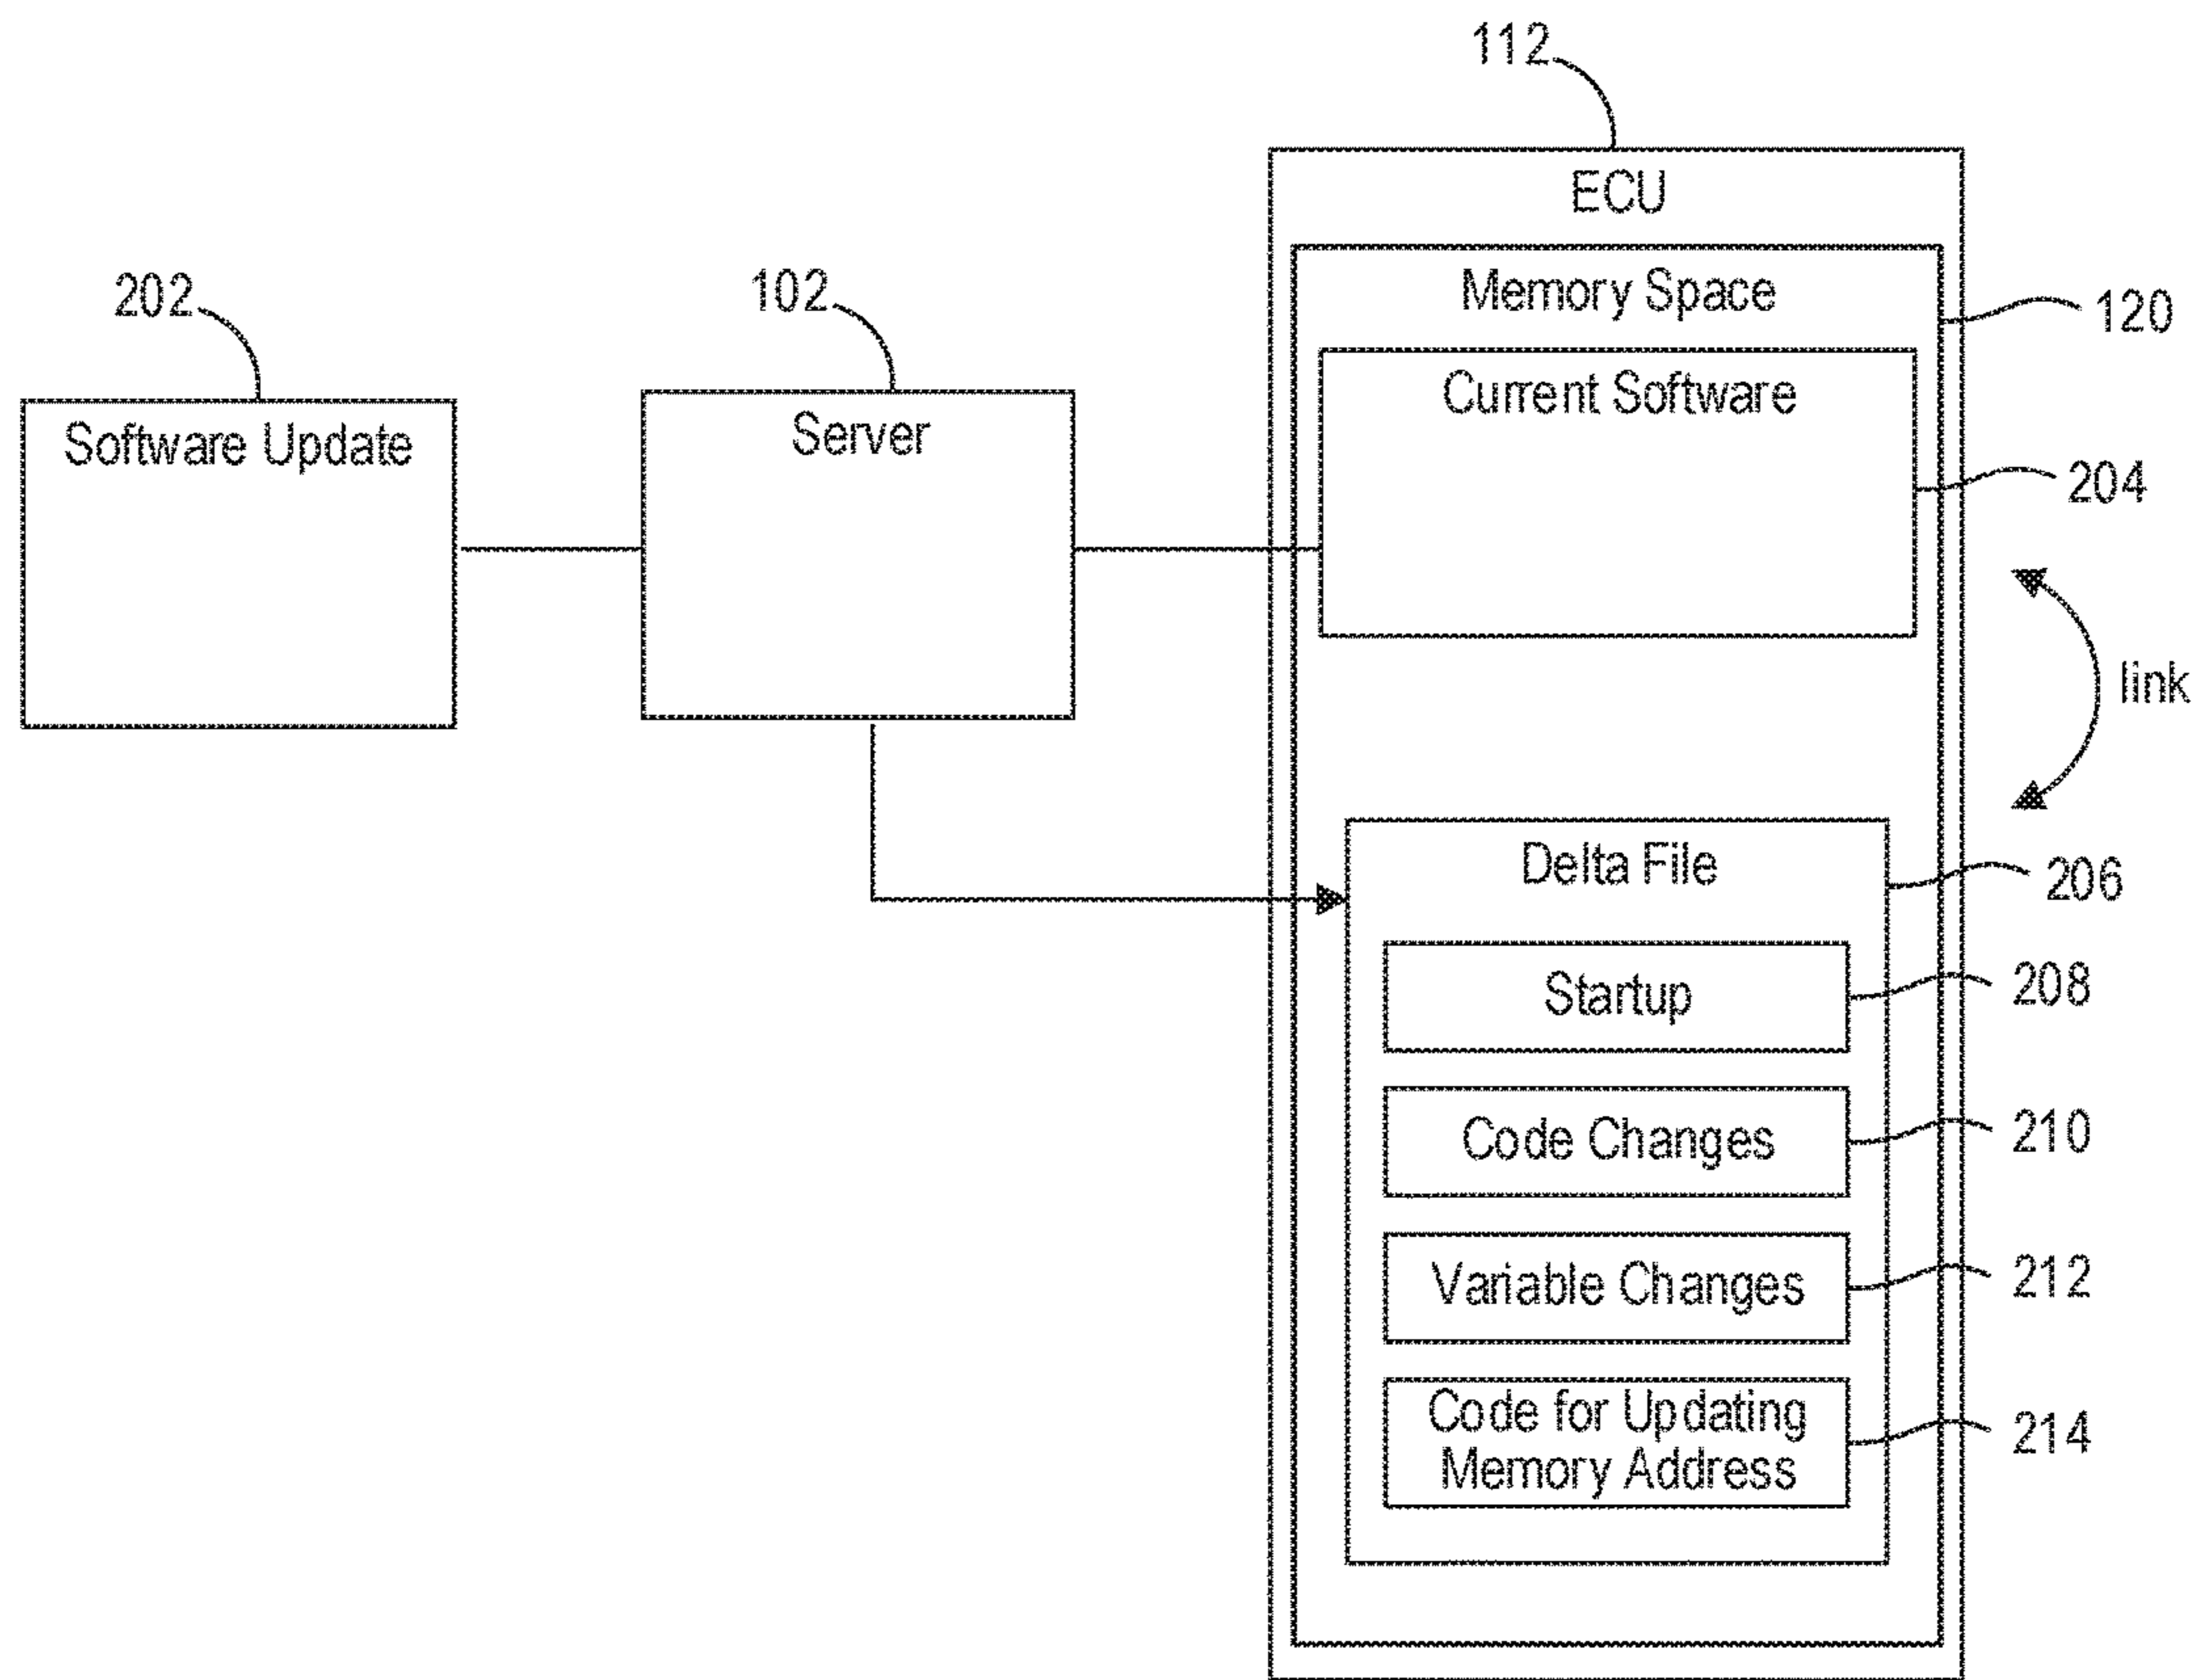 112
ECU
Memory Space
120
202
102
Current Software
Software Update
Server
204
link
Delta File
206
Startup
208
Code Changes
210
Variable Changes
212
Code for Updating
Memory Address
214